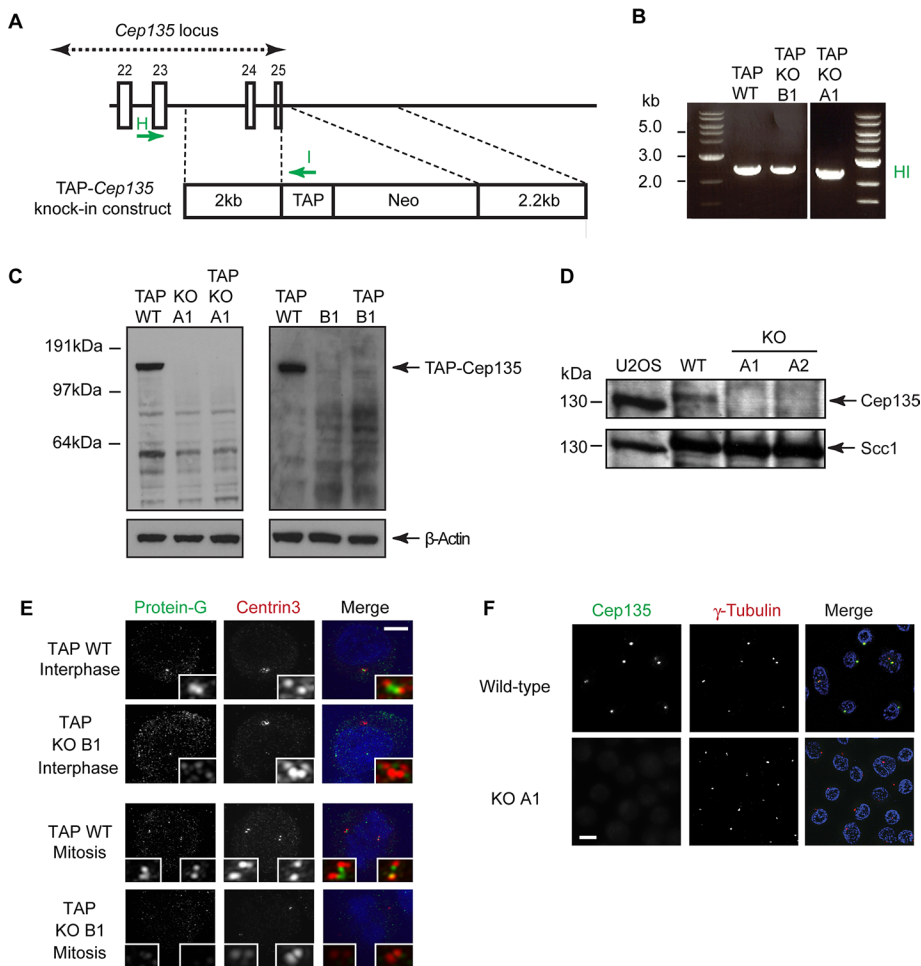 A
Cep135 locus
22 23 24 25
H
I
TAP-Cep135
knock-in construct
2kb TAP Neo 2.2kb
B
TAP
WT
TAP
KO
B1
TAP
KO
A1
kb
5.0
3.0
2.0
HI
C
TAP
WT
KO
A1
TAP
KO
A1
TAP
WT
B1
TAP
B1
191kDa
97kDa
64kDa
TAP-Cep135
β-Actin
D
KO
U2OS WT A1 A2
kDa
130
Cep135
130
Scc1
E
Protein-G Centrin3 Merge
TAP WT
Interphase
TAP
KO B1
Interphase
TAP WT
Mitosis
TAP
KO B1
Mitosis
F
Cep135 γ-Tubulin Merge
Wild-type
KO A1